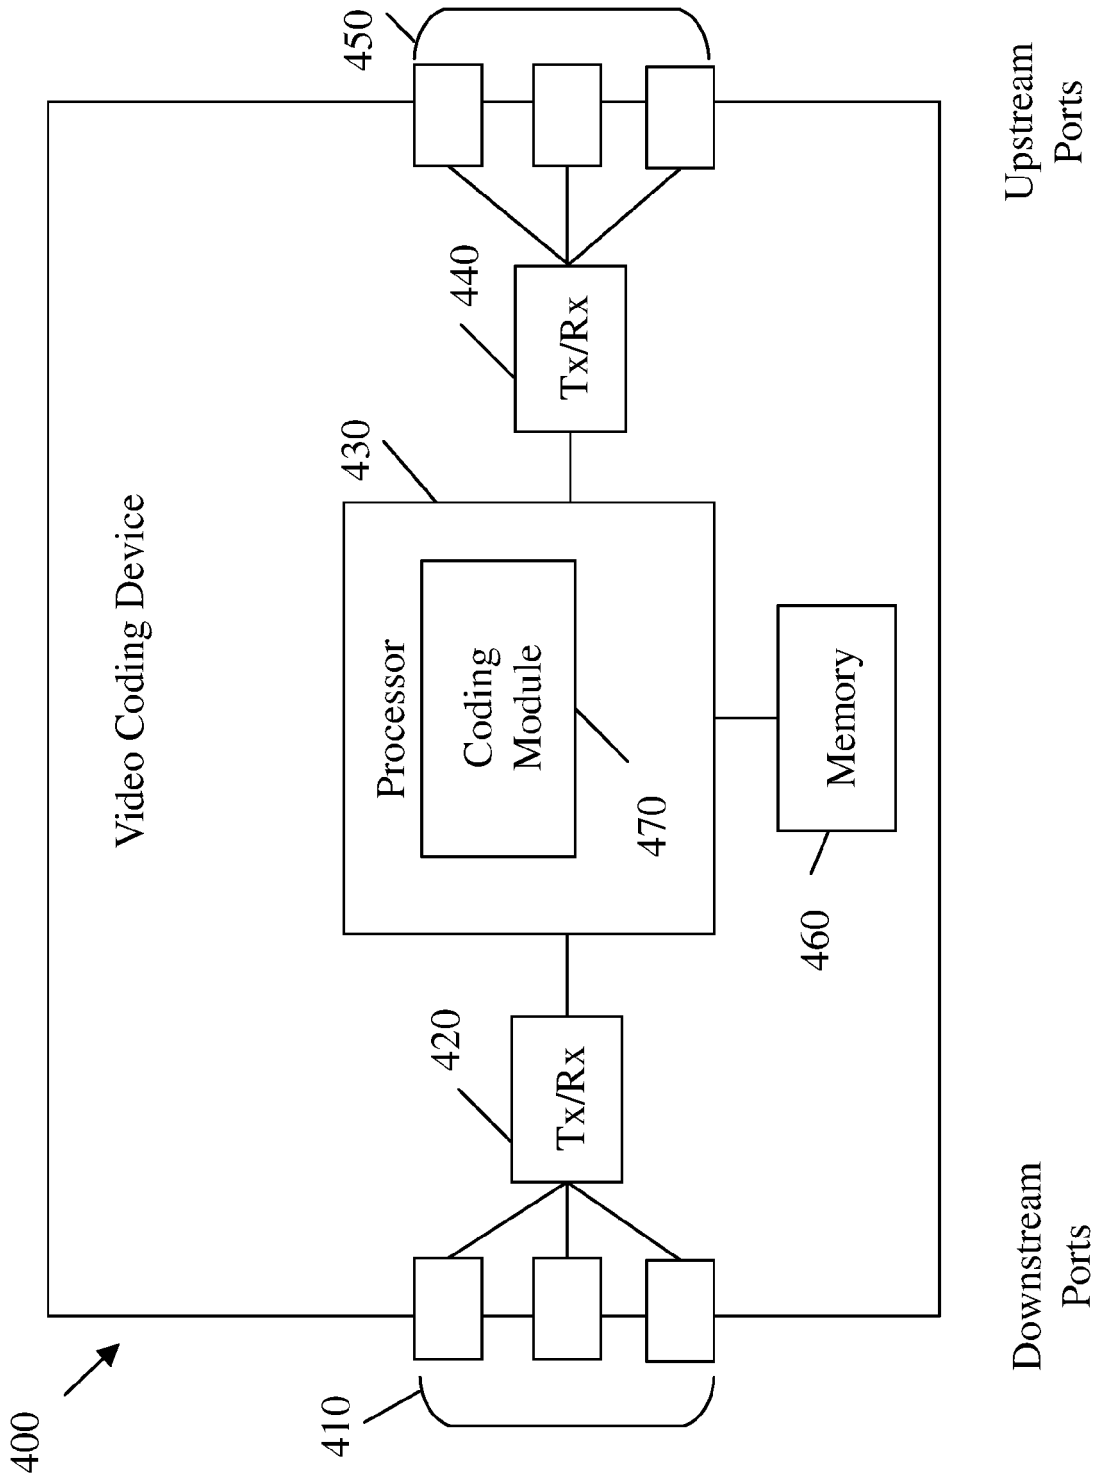 400
Video Coding Device
Processor
430
Coding
Module
470
410
420
Tx/Rx
440
Tx/Rx
450
460
Memory
Downstream
Ports
Upstream
Ports